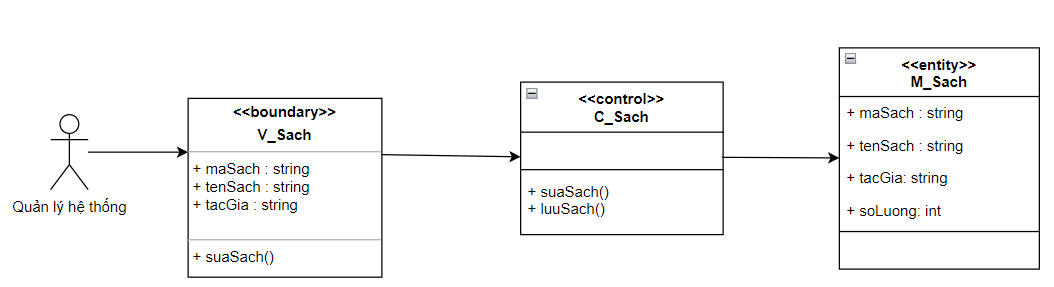 Quản lý hệ thống
<<boundary>>
V_Sach
+ maSach : string
+ tenSach : string
+ tacGia : string
+ suaSach()
<<control>>
C_Sach
+ suaSach()
+ luuSach()
<<entity>>
M_Sach
+ maSach : string
+ tenSach : string
+ tacGia: string
+ soLuong: int